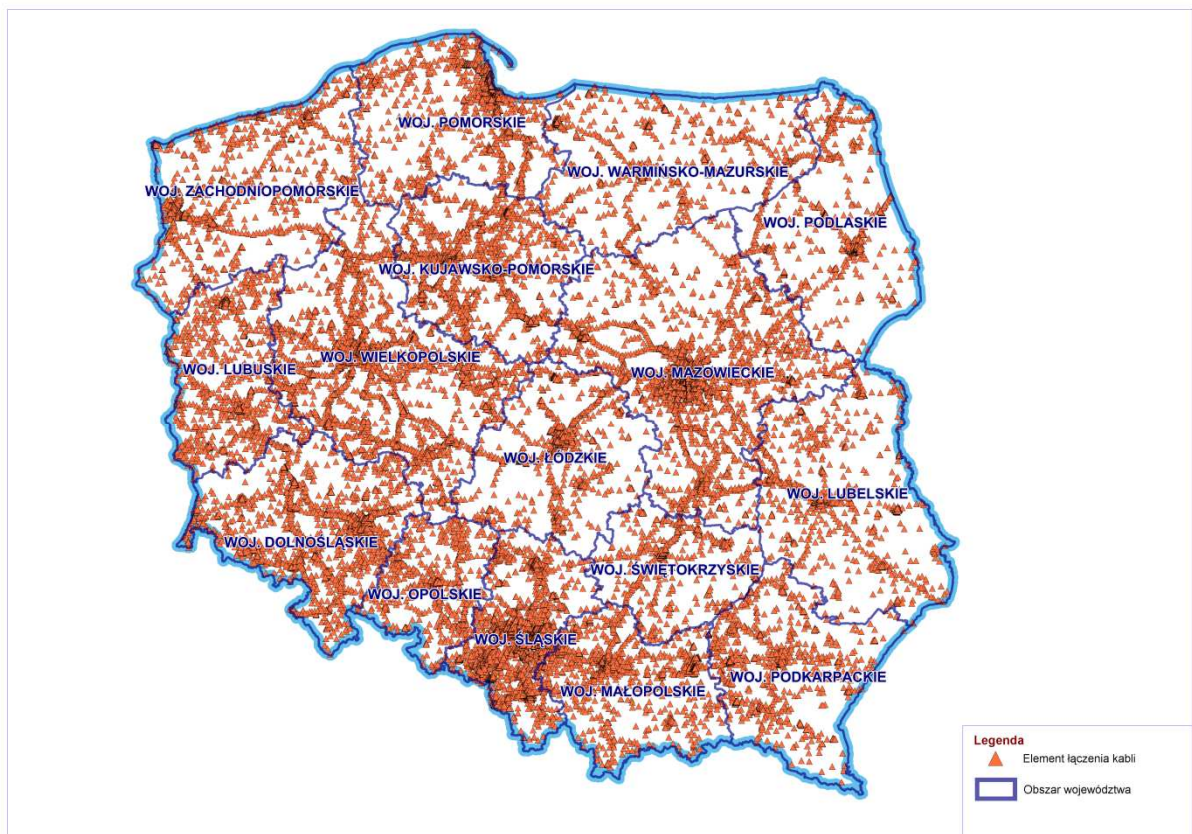 WOJ. POMORSKIE
WOJ. WARMIŃSKO-MAZURSKIE
WOJ. ZACHODNIOPOMORSKIE
WOJ. PODLASKIE
WOJ. KUJAWSKO-POMORSKIE
WOJ. WIELKOPOLSKIE
WOJ. LUBUSKIE
WOJ. MAZOWIECKIE
WOJ. ŁÓDZKIE
WOJ. LUBELSKIE
WOJ. DOLNOŚLĄSKIE
WOJ. ŚWIĘTOKRZYSKIE
WOJ. OPOLSKIE
WOJ. ŚLĄSKIE
WOJ. PODKARPACKIE
WOJ. MAŁOPOLSKIE
Legenda
Element łączenia kabli
Obszar województwa